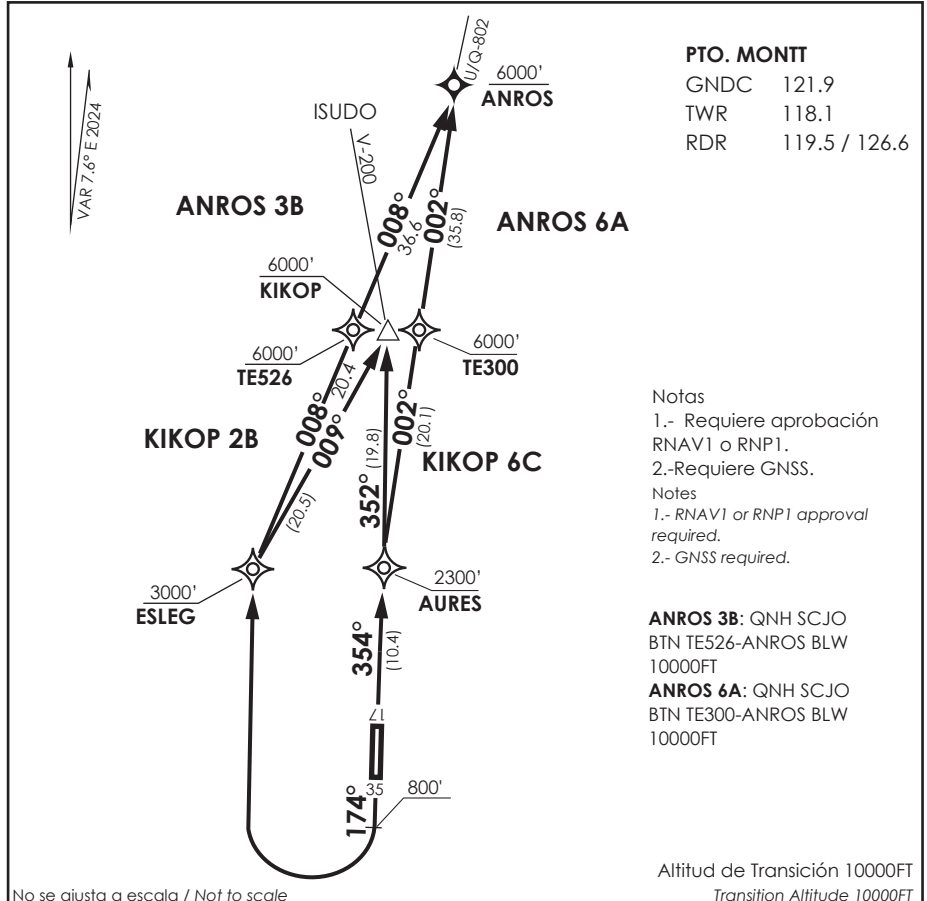 U/Q-802
6000'
ANROS
PTO. MONTT
GNDC 121.9
TWR 118.1
RDR 119.5 / 126.6
VAR 7.6° E 2024
ISUDO
V-200
ANROS 3B
008°
36.6
002°
(35.8)
ANROS 6A
6000'
KIKOP
6000'
TE526
6000'
TE300
KIKOP 2B
008°
009°
20.4
(20.5)
352°
(19.8)
002°
(20.1)
KIKOP 6C
Notas
1.- Requiere aprobación
RNAV1 o RNP1.
2.-Requiere GNSS.
Notes
1.- RNAV1 or RNP1 approval
required.
2.- GNSS required.
3000'
ESLEG
2300'
AURES
354°
(10.4)
ANROS 3B: QNH SCJO
BTN TE526-ANROS BLW
10000FT
ANROS 6A: QNH SCJO
BTN TE300-ANROS BLW
10000FT
17
35
174°
800'
Altitud de Transición 10000FT
Transition Altitude 10000FT
No se ajusta a escala / Not to scale